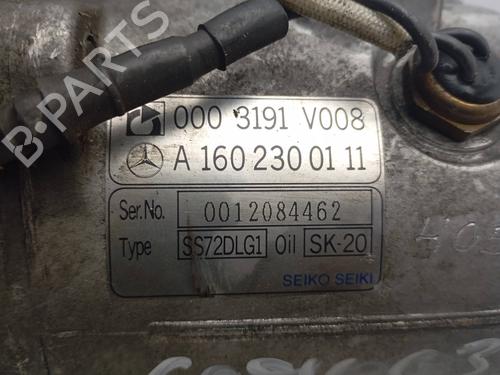 B-PARTS
000 3191 V008
A 160 230 01 11
Ser.No. 0012084462
Type SS72DLG1 Oil SK-20
SEIKO SEIKI